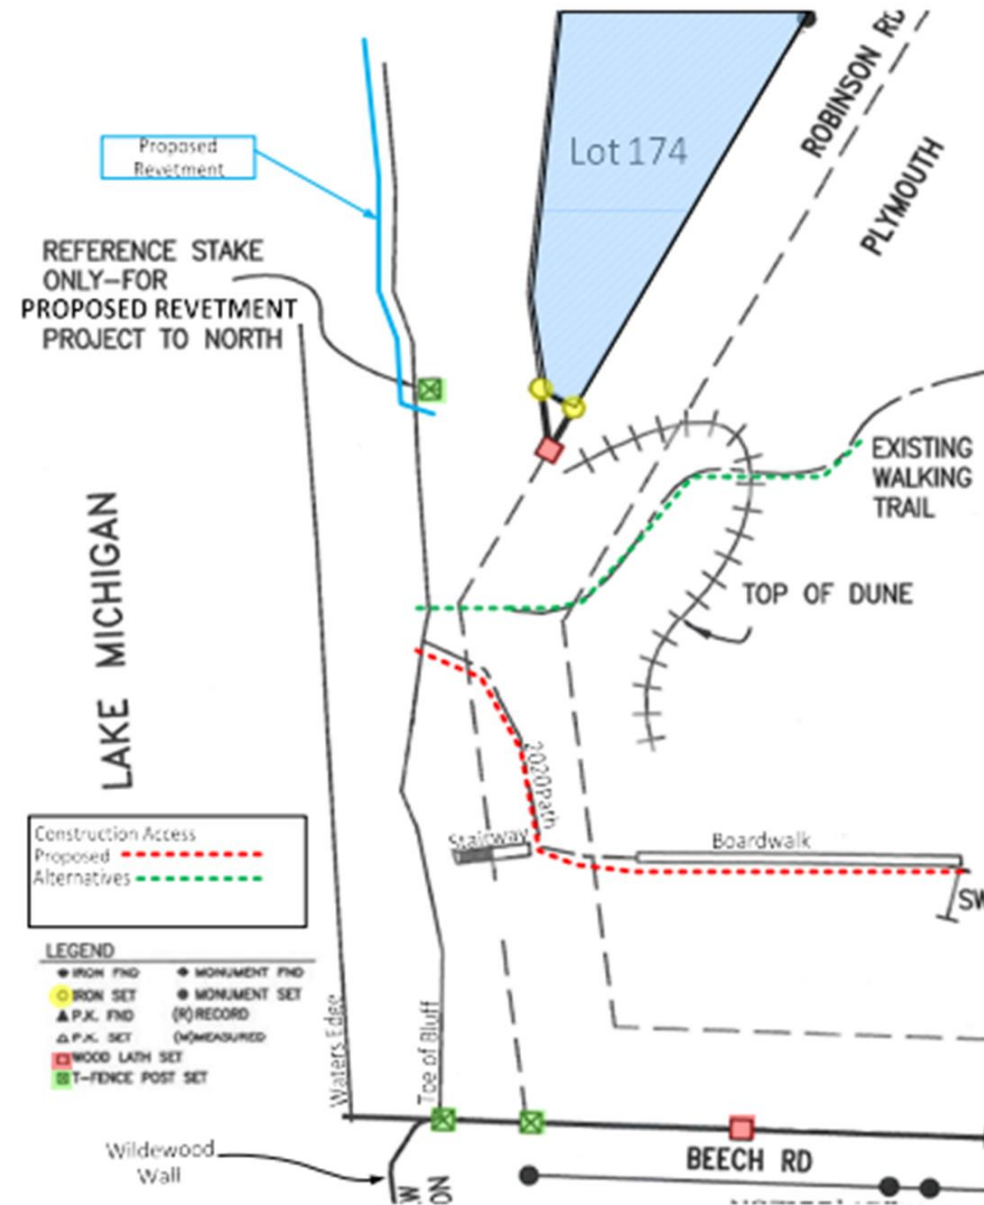 Lot 174
ROBINSON RD
PLYMOUTH
Proposed
Revetment
REFERENCE STAKE
ONLY-FOR
PROPOSED REVETMENT
PROJECT TO NORTH
EXISTING
WALKING
TRAIL
TOP OF DUNE
LAKE MICHIGAN
2020Path
Stairway
Boardwalk
SW
Construction Access
Proposed
Alternatives
LEGEND
IRON FND
MONUMENT FND
IRON SET
MONUMENT SET
P.K. FND
(R)RECORD
P.K. SET
(M)MEASURED
WOOD LATH SET
T-FENCE POST SET
Waters Edge
Toe of Bluff
Wildewood
Wall
BEECH RD
.W
ON